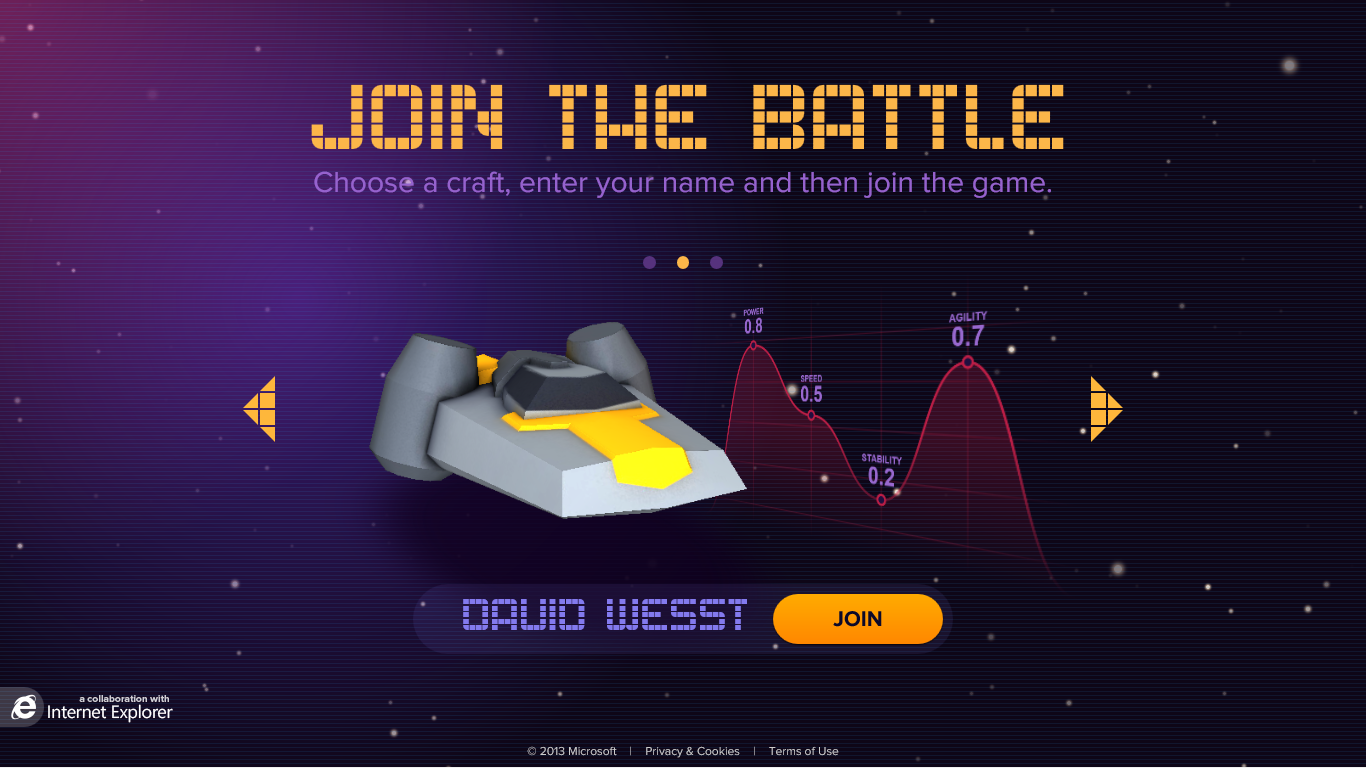 JOIN THE BATTLE
Choose a craft, enter your name and then join the game.
POWER
0.8
AGILITY
0.7
SPEED
0.5
STABILITY
0.2
DAVID WESST
JOIN
a collaboration with
Internet Explorer
© 2013 Microsoft | Privacy & Cookies | Terms of Use